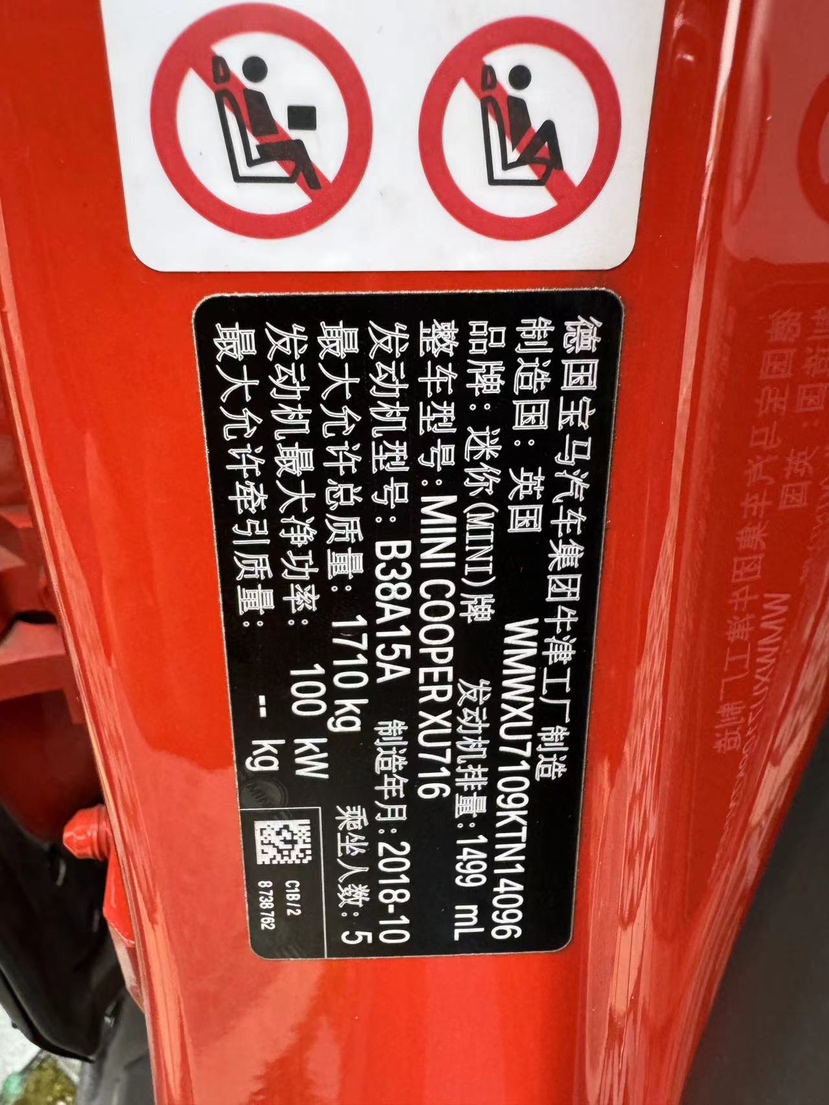 德国宝马汽车集团牛津工厂制造
制造国：英国 WMWXU7109KTN14096
品牌：迷你(MINI)牌 发动机排量：1499 mL
整车型号：MINI COOPER XU716
发动机型号：B38A15A 制造年月：2018-10
最大允许总质量：1710 kg 乘坐人数：5
发动机最大净功率：100 kW
最大允许牵引质量：-- kg
C1B/2
8 738 762